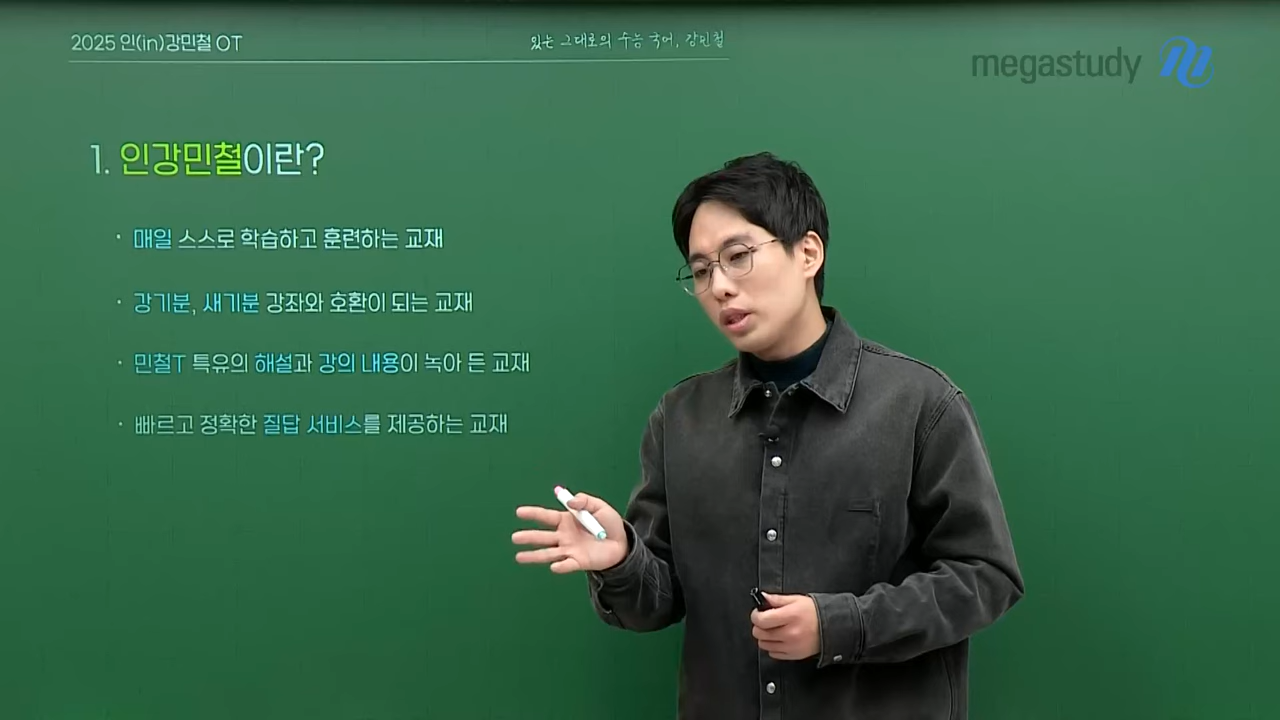 2025 인(in)강민철 OT
있는 그대로의 수능 국어, 강민철
megastudy
1. 인강민철이란?
· 매일 스스로 학습하고 훈련하는 교재
· 강기분, 새기분 강좌와 호환이 되는 교재
· 민철T 특유의 해설과 강의 내용이 녹아 든 교재
· 빠르고 정확한 질답 서비스를 제공하는 교재